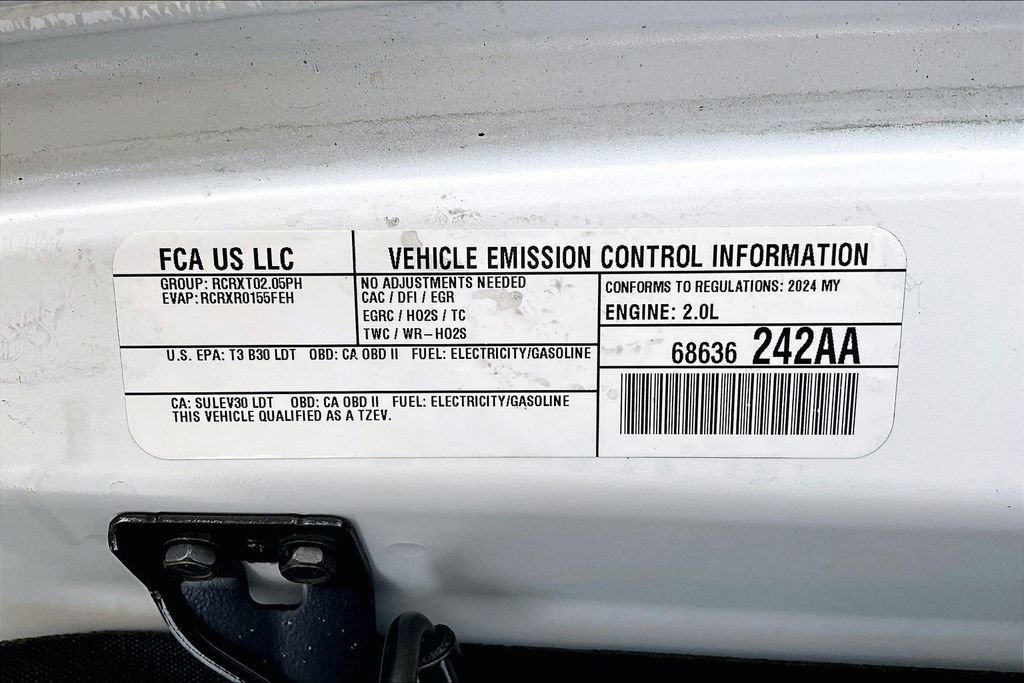 FCA US LLC
VEHICLE EMISSION CONTROL INFORMATION
GROUP: RCRXT02.05PH
EVAP: RCRXR0155FEH
NO ADJUSTMENTS NEEDED
CAC / DFI / EGR
EGRC / HO2S / TC
TWC / WR-HO2S
CONFORMS TO REGULATIONS: 2024 MY
ENGINE: 2.0L
68636 242AA
U.S. EPA: T3 B30 LDT OBD: CA OBD II FUEL: ELECTRICITY/GASOLINE
CA: SULEV30 LDT OBD: CA OBD II FUEL: ELECTRICITY/GASOLINE
THIS VEHICLE QUALIFIED AS A TZEV.